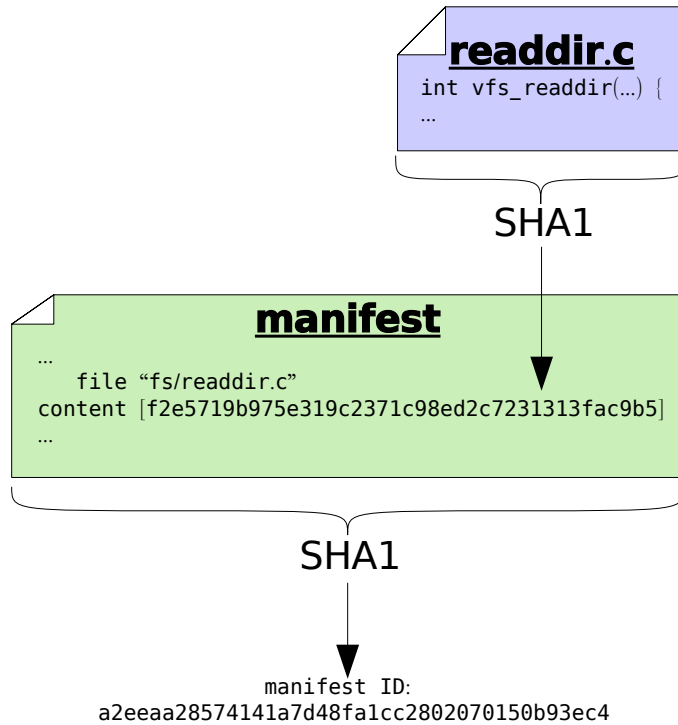 readdir.c
int vfs_readdir(...) {
...
SHA1
manifest
...
file “fs/readdir.c”
content [f2e5719b975e319c2371c98ed2c7231313fac9b5]
...
SHA1
manifest ID:
a2eeaa28574141a7d48fa1cc2802070150b93ec4